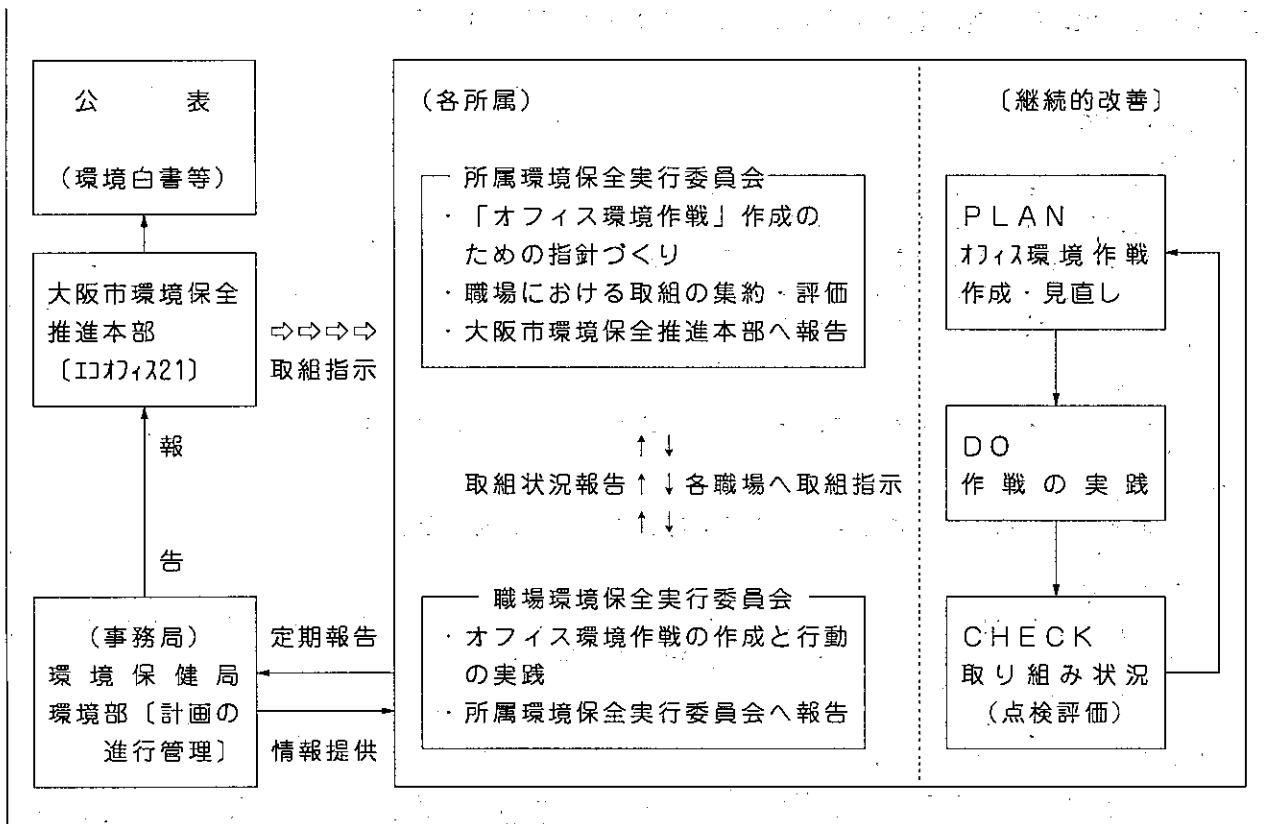 公　　表
（環境白書等）
大阪市環境保全
推進本部
〔エコオフィス21〕
⇨⇨⇨⇨
取組指示
報
告
（事務局）
環境保健局
環境部〔計画の
進行管理〕
定期報告
情報提供
（各所属）
所属環境保全実行委員会
・「オフィス環境作戦」作成の
ための指針づくり
・職場における取組の集約・評価
・大阪市環境保全推進本部へ報告
↑↓
取組状況報告↑↓各職場へ取組指示
↑↓
職場環境保全実行委員会
・オフィス環境作戦の作成と行動
の実践
・所属環境保全実行委員会へ報告
〔継続的改善〕
PLAN
オフィス環境作戦
作成・見直し
DO
作戦の実践
CHECK
取り組み状況
（点検評価）